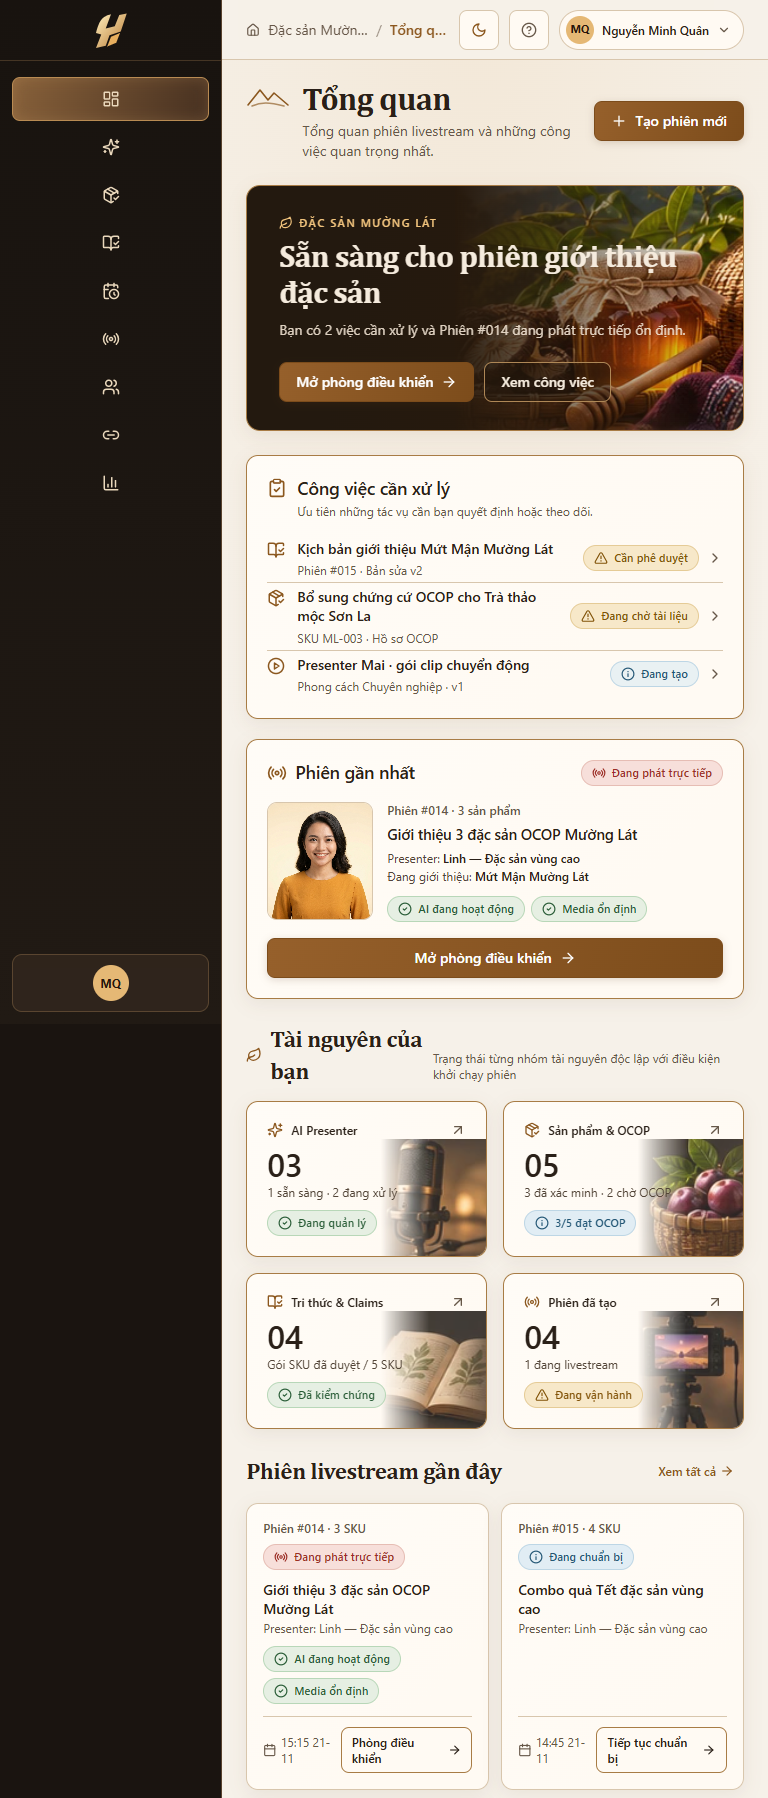 Đặc sản Mườn... / Tổng q...
MQ Nguyễn Minh Quân
Tổng quan
Tổng quan phiên livestream và những công
việc quan trọng nhất.
Tạo phiên mới
ĐẶC SẢN MƯỜNG LÁT
Sẵn sàng cho phiên giới thiệu
đặc sản
Bạn có 2 việc cần xử lý và Phiên #014 đang phát trực tiếp ổn định.
Mở phòng điều khiển
Xem công việc
Công việc cần xử lý
Ưu tiên những tác vụ cần bạn quyết định hoặc theo dõi.
Kịch bản giới thiệu Mứt Mận Mường Lát
Phiên #015 · Bản sửa v2
Cần phê duyệt
Bổ sung chứng cứ OCOP cho Trà thảo
mộc Sơn La
SKU ML-003 · Hồ sơ OCOP
Đang chờ tài liệu
Presenter Mai · gói clip chuyển động
Phong cách Chuyên nghiệp · v1
Đang tạo
Phiên gần nhất
Đang phát trực tiếp
Phiên #014 · 3 sản phẩm
Giới thiệu 3 đặc sản OCOP Mường Lát
Presenter: Linh — Đặc sản vùng cao
Đang giới thiệu: Mứt Mận Mường Lát
AI đang hoạt động
Media ổn định
Mở phòng điều khiển
MQ
Tài nguyên của
bạn
Trạng thái từng nhóm tài nguyên độc lập với điều kiện
khởi chạy phiên
AI Presenter
03
1 sẵn sàng · 2 đang xử lý
Đang quản lý
Sản phẩm & OCOP
05
3 đã xác minh · 2 chờ OCOP
3/5 đạt OCOP
Tri thức & Claims
04
Gói SKU đã duyệt / 5 SKU
Đã kiểm chứng
Phiên đã tạo
04
1 đang livestream
Đang vận hành
Phiên livestream gần đây
Xem tất cả
Phiên #014 · 3 SKU
Đang phát trực tiếp
Giới thiệu 3 đặc sản OCOP
Mường Lát
Presenter: Linh — Đặc sản vùng cao
AI đang hoạt động
Media ổn định
15:15 21-
11
Phòng điều
khiển
Phiên #015 · 4 SKU
Đang chuẩn bị
Combo quà Tết đặc sản vùng
cao
Presenter: Linh — Đặc sản vùng cao
14:45 21-
11
Tiếp tục chuẩn
bị